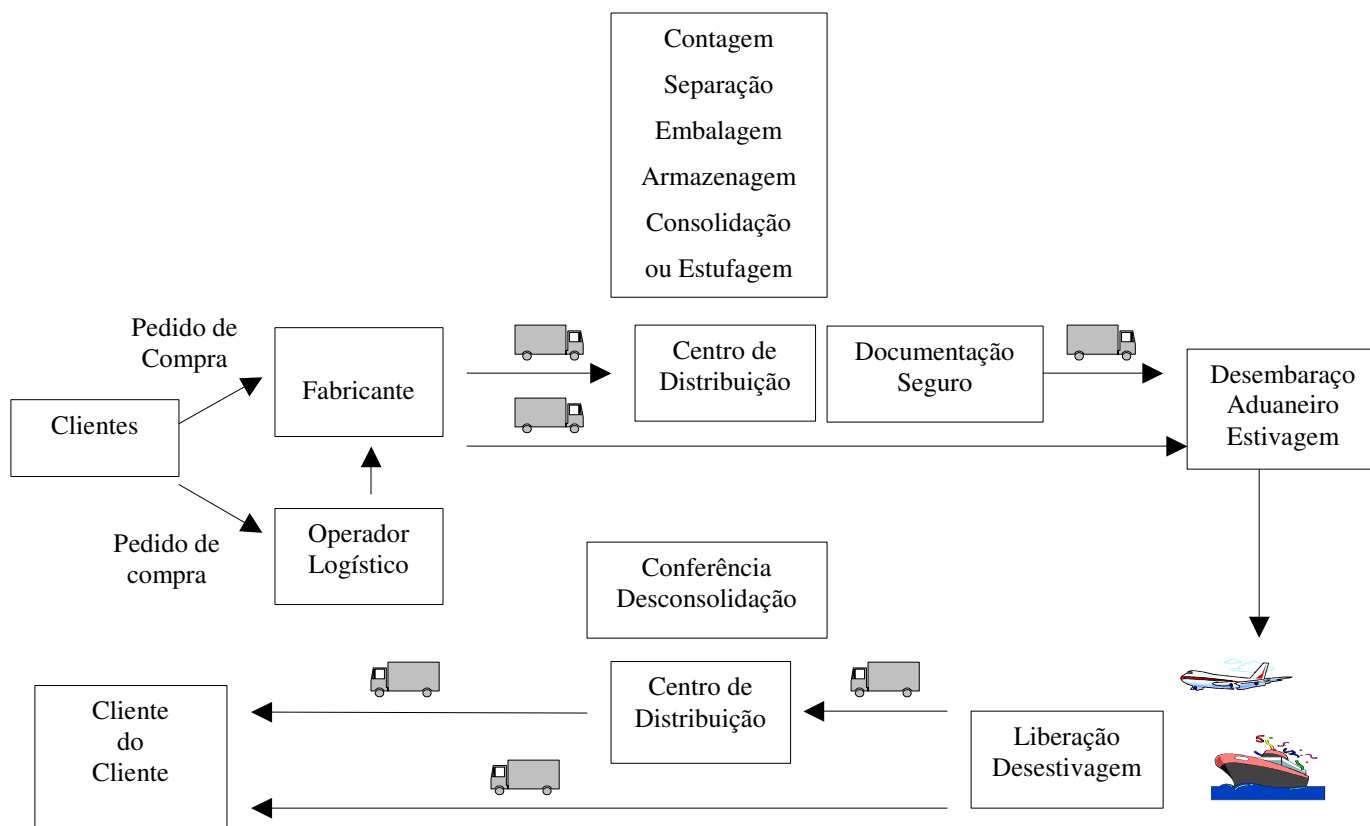 Contagem
Separação
Embalagem
Armazenagem
Consolidação
ou Estufagem
Pedido de
Compra
Fabricante
Centro de
Distribuição
Documentação
Seguro
Desembaraço
Aduaneiro
Estivagem
Clientes
Pedido de
compra
Operador
Logístico
Conferência
Desconsolidação
Cliente
do
Cliente
Centro de
Distribuição
Liberação
Desestivagem